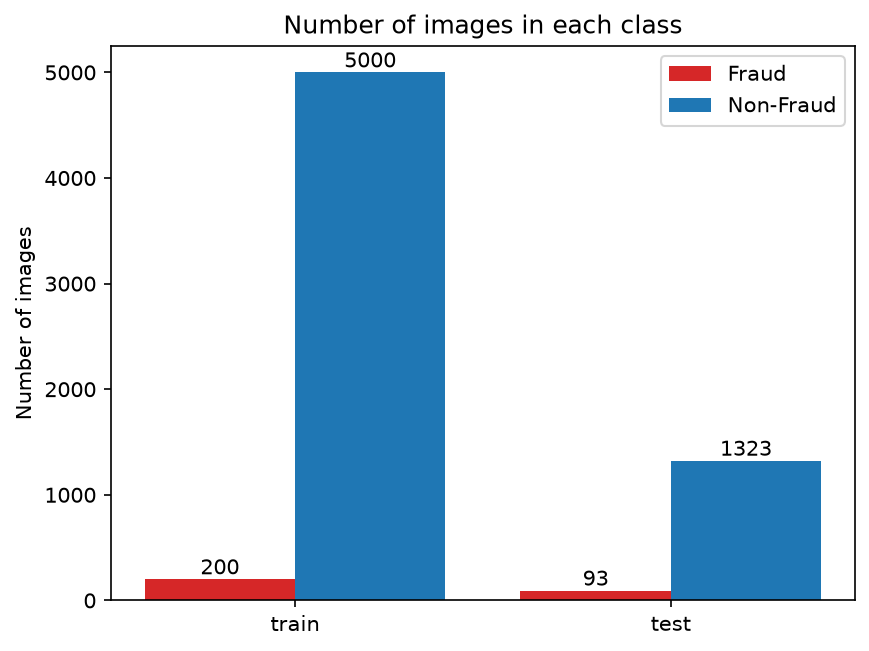 Number of images in each class
Fraud
Non-Fraud
Number of images
5000
4000
3000
2000
1000
0
200
5000
93
1323
train
test